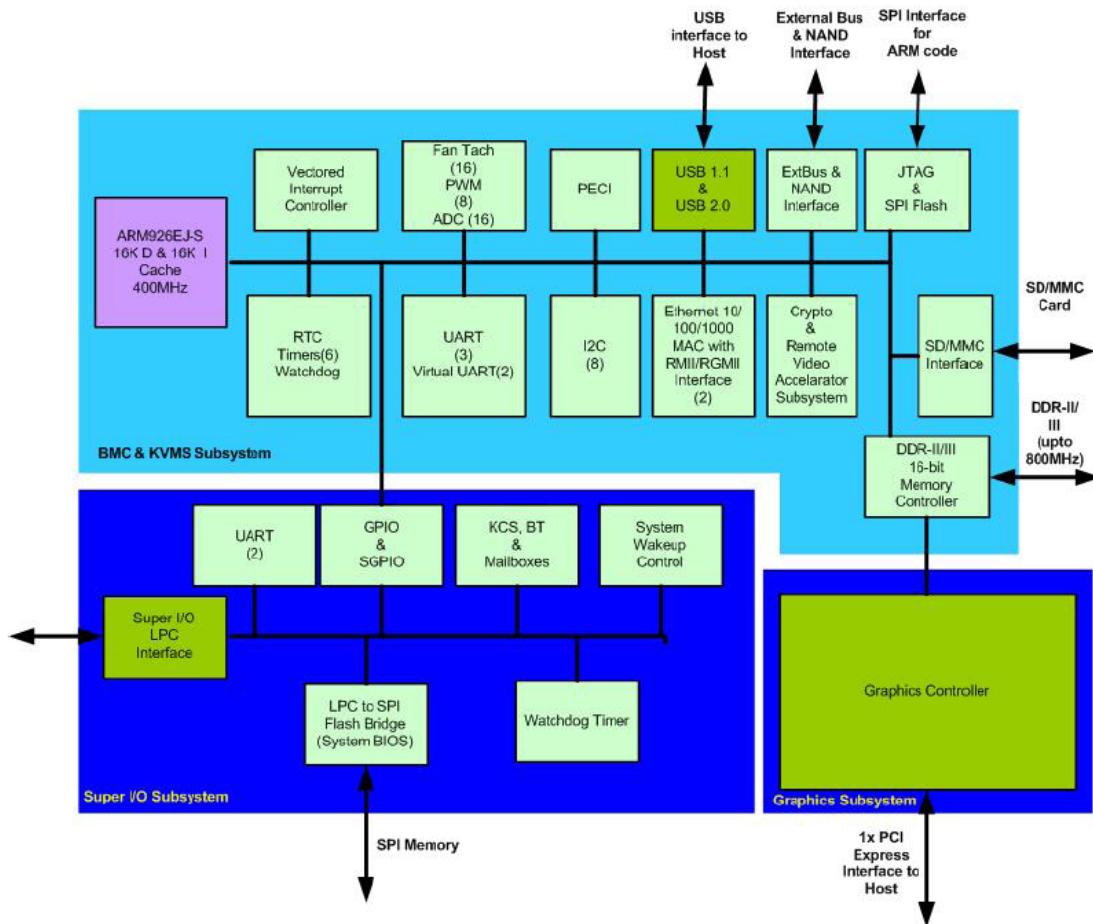 USB
interface to
Host
External Bus
& NAND
Interface
SPI Interface
for
ARM code
Vectored
Interrupt
Controller
Fan Tach
(16)
PWM
(8)
ADC (16)
PECI
USB 1.1
&
USB 2.0
ExtBus &
NAND
Interface
JTAG
&
SPI Flash
ARM926EJ-S
16K D & 16K I
Cache
400MHz
RTC
Timers(6)
Watchdog
UART
(3)
Virtual UART(2)
I2C
(8)
Ethernet 10/
100/1000
MAC with
RMII/RGMII
Interface
(2)
Crypto
&
Remote
Video
Accelarator
Subsystem
SD/MMC
Interface
SD/MMC
Card
DDR-II/
III
(upto
800MHz)
DDR-II/III
16-bit
Memory
Controller
BMC & KVMS Subsystem
UART
(2)
GPIO
&
SGPIO
KCS, BT
&
Mailboxes
System
Wakeup
Control
Super I/O
LPC
Interface
LPC to SPI
Flash Bridge
(System BIOS)
Watchdog Timer
Super I/O Subsystem
Graphics Controller
Graphics Subsystem
SPI Memory
1x PCI
Express
Interface to
Host